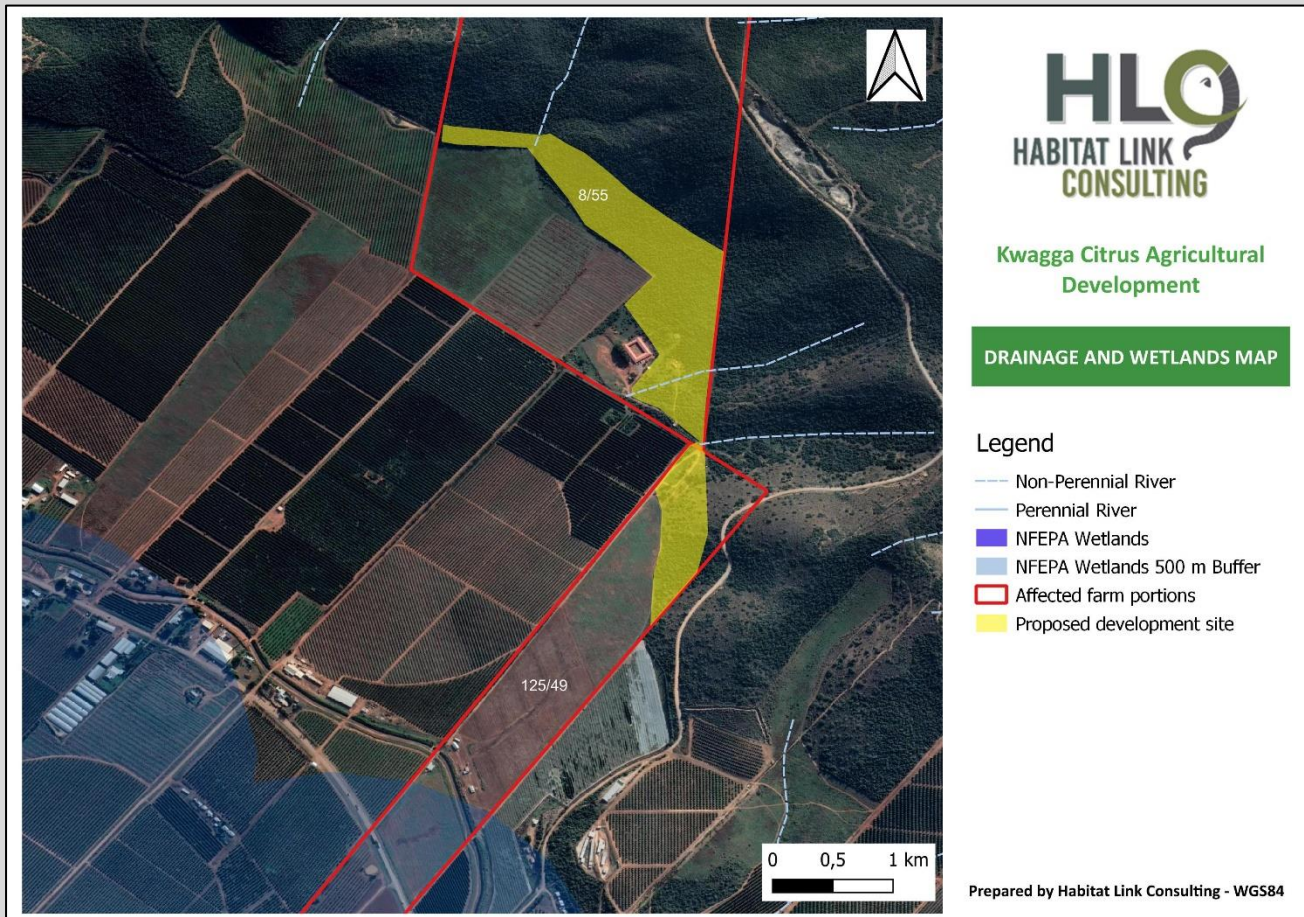 8/55
125/49
0 0,5 1 km
HLC
HABITAT LINK
CONSULTING
Kwagga Citrus Agricultural
Development
DRAINAGE AND WETLANDS MAP
Legend
Non-Perennial River
Perennial River
NFEPA Wetlands
NFEPA Wetlands 500 m Buffer
Affected farm portions
Proposed development site
Prepared by Habitat Link Consulting - WGS84